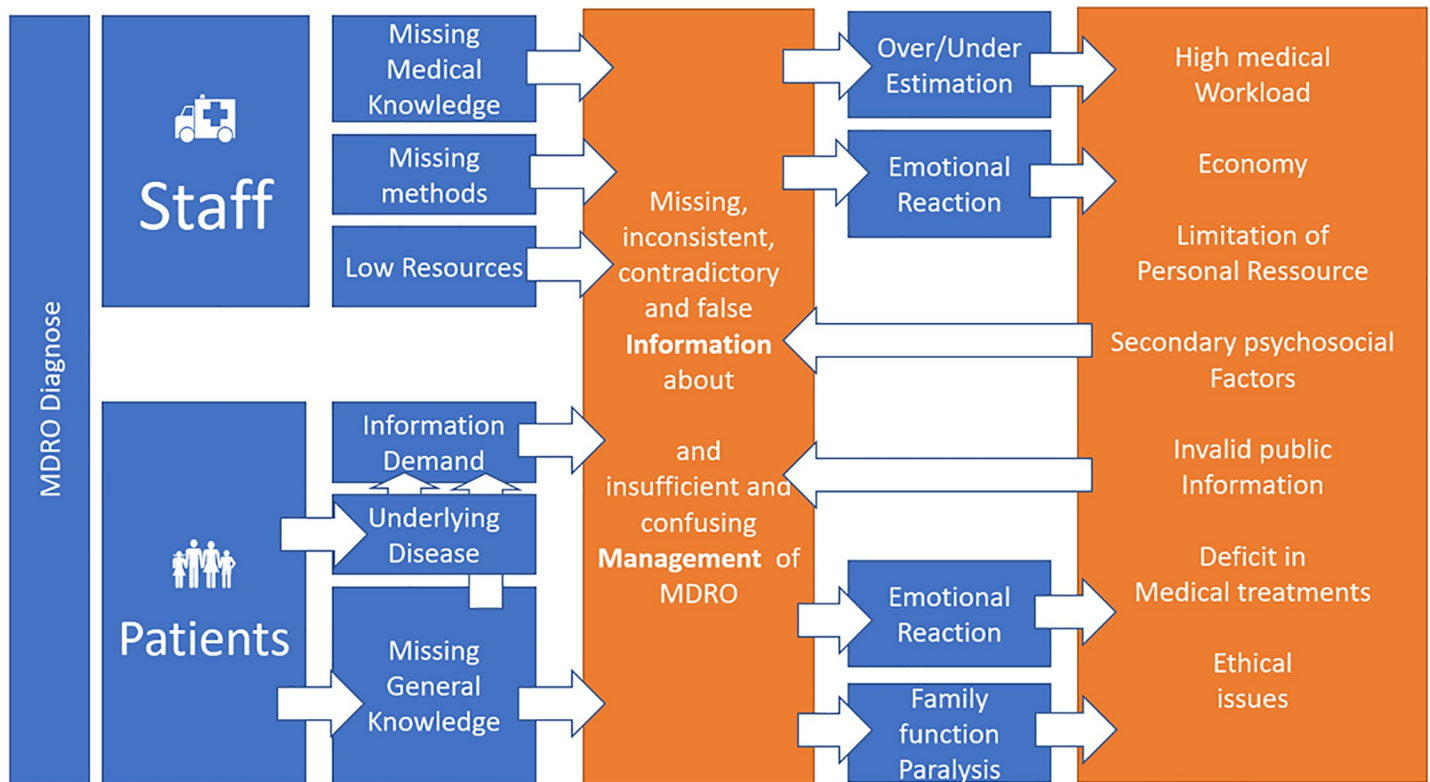 MDRO Diagnose
Staff
Patients
Missing
Medical
Knowledge
Missing
methods
Low Resources
Information
Demand
Underlying
Disease
Missing
General
Knowledge
Missing,
inconsistent,
contradictory
and false
Information
about
and
insufficient and
confusing
Management of
MDRO
Over/Under
Estimation
Emotional
Reaction
Emotional
Reaction
Family
function
Paralysis
High medical
Workload
Economy
Limitation of
Personal Ressource
Secondary psychosocial
Factors
Invalid public
Information
Deficit in
Medical treatments
Ethical
issues